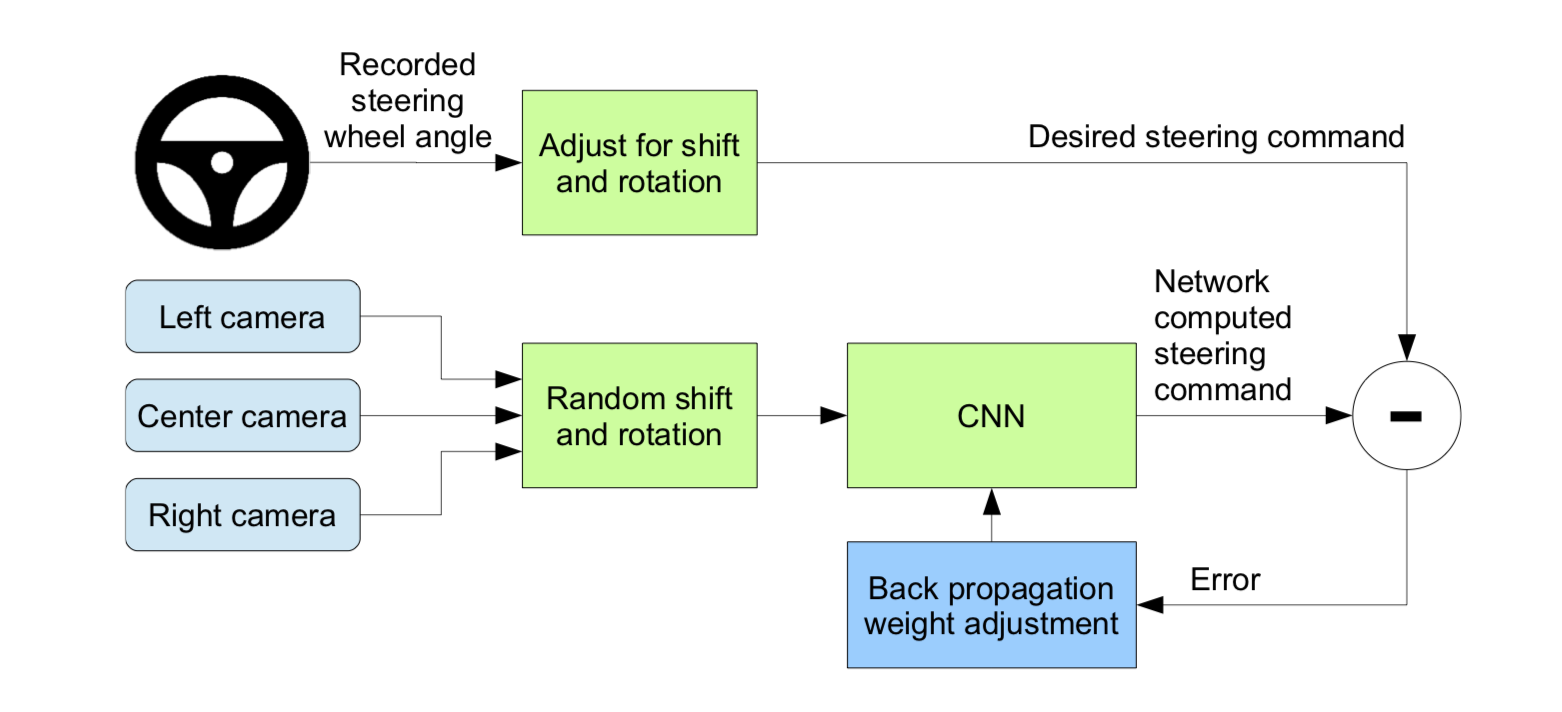 Recorded
steering
wheel angle
Adjust for shift
and rotation
Desired steering command
Left camera
Center camera
Right camera
Random shift
and rotation
CNN
Network
computed
steering
command
-
Back propagation
weight adjustment
Error